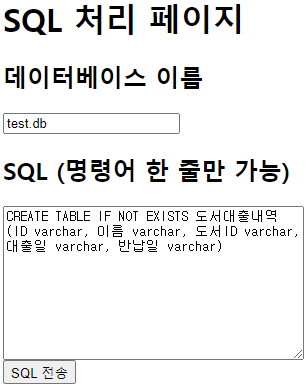 SQL 처리 페이지
데이터베이스 이름
test.db
SQL (명령어 한 줄만 가능)
CREATE TABLE IF NOT EXISTS 도서대출내역
(ID varchar, 이름 varchar, 도서ID varchar,
대출일 varchar, 반납일 varchar)
SQL 전송